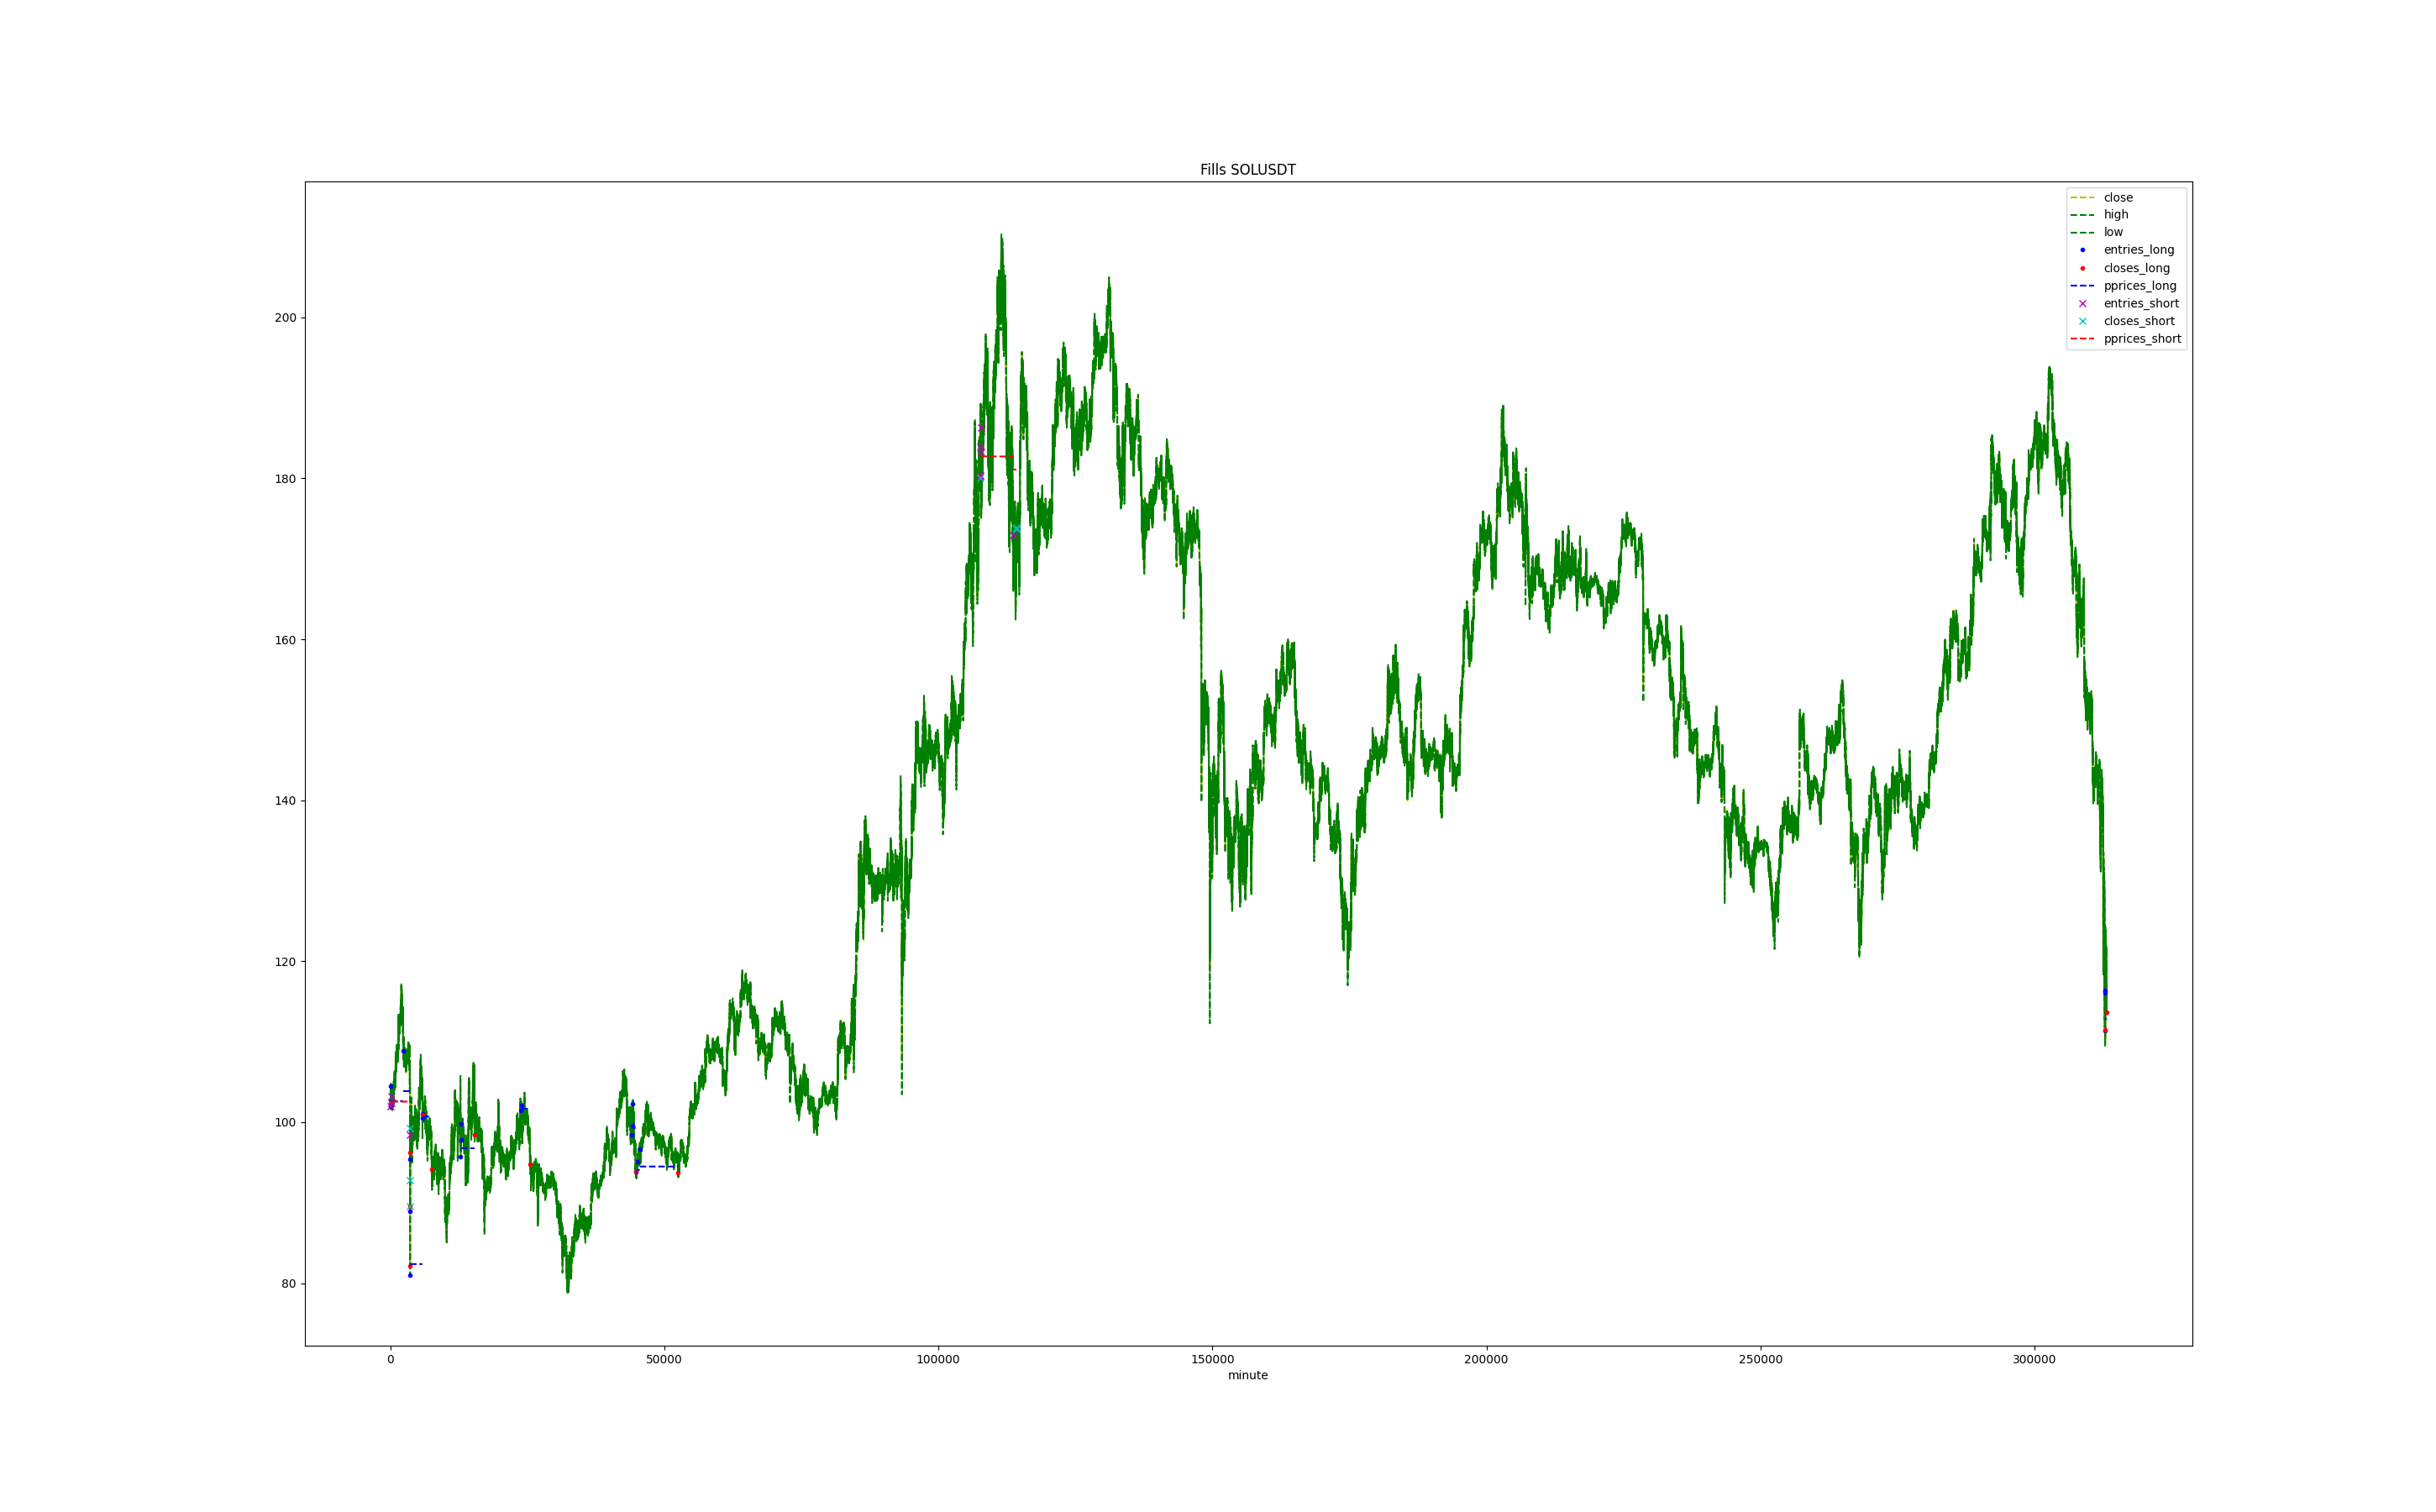 Fills SOLUSDT
close
high
low
entries_long
closes_long
pprices_long
entries_short
closes_short
pprices_short
200
180
160
140
120
100
80
0 50000 100000 150000 200000 250000 300000
minute